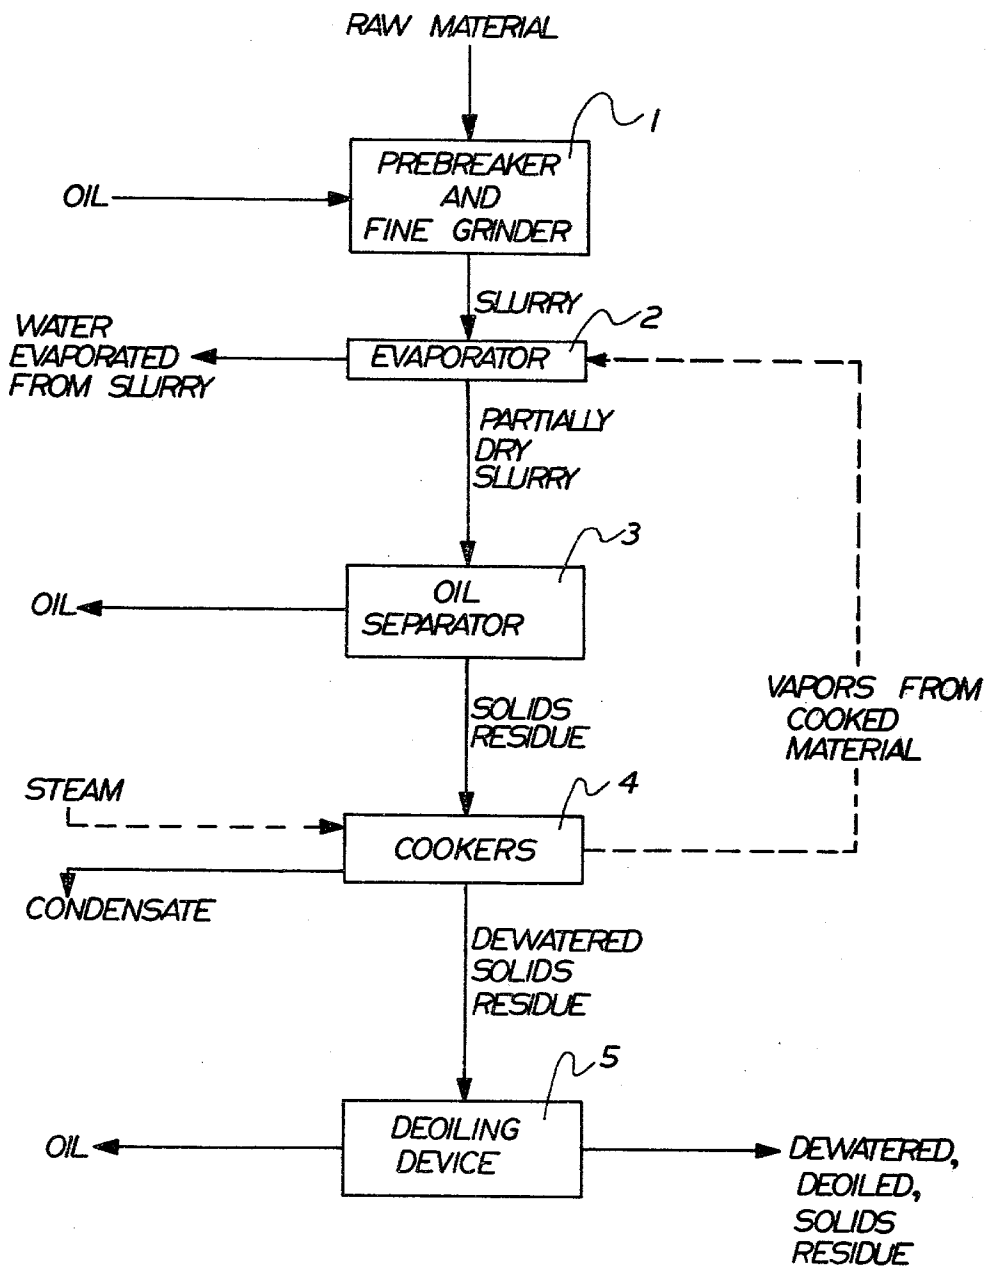 RAW MATERIAL
1
PREBREAKER
AND
FINE GRINDER
OIL
SLURRY
2
WATER
EVAPORATED
FROM SLURRY
EVAPORATOR
PARTIALLY
DRY
SLURRY
3
OIL
SEPARATOR
OIL
SOLIDS
RESIDUE
VAPORS FROM
COOKED
MATERIAL
STEAM
4
COOKERS
CONDENSATE
DEWATERED
SOLIDS
RESIDUE
5
DEOILING
DEVICE
OIL
DEWATERED,
DEOILED,
SOLIDS
RESIDUE